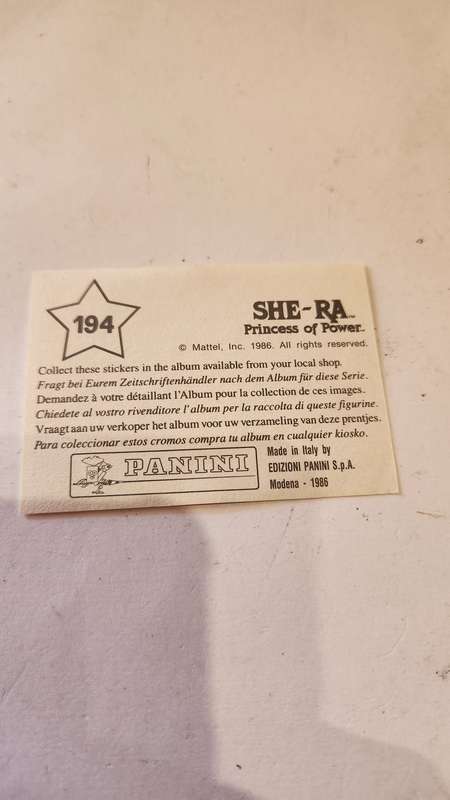 194
SHE-RA™
Princess of Power™
© Mattel, Inc. 1986. All rights reserved.
Collect these stickers in the album available from your local shop.
Fragt bei Eurem Zeitschriftenhändler nach dem Album für diese Serie.
Demandez à votre détaillant l'Album pour la collection de ces images.
Chiedete al vostro rivenditore l'album per la raccolta di queste figurine.
Vraagt aan uw verkoper het album voor uw verzameling van deze prentjes.
Para coleccionar estos cromos compra tu album en cualquier kiosko.
PANINI
Made in Italy by
EDIZIONI PANINI S.p.A.
Modena - 1986